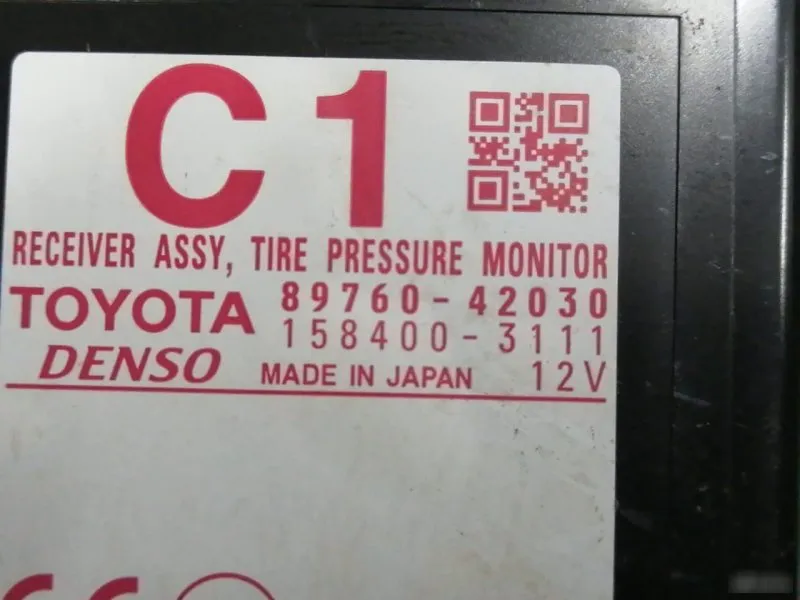 C1
RECEIVER ASSY, TIRE PRESSURE MONITOR
TOYOTA 89760-42030
158400-3111
DENSO MADE IN JAPAN 12V